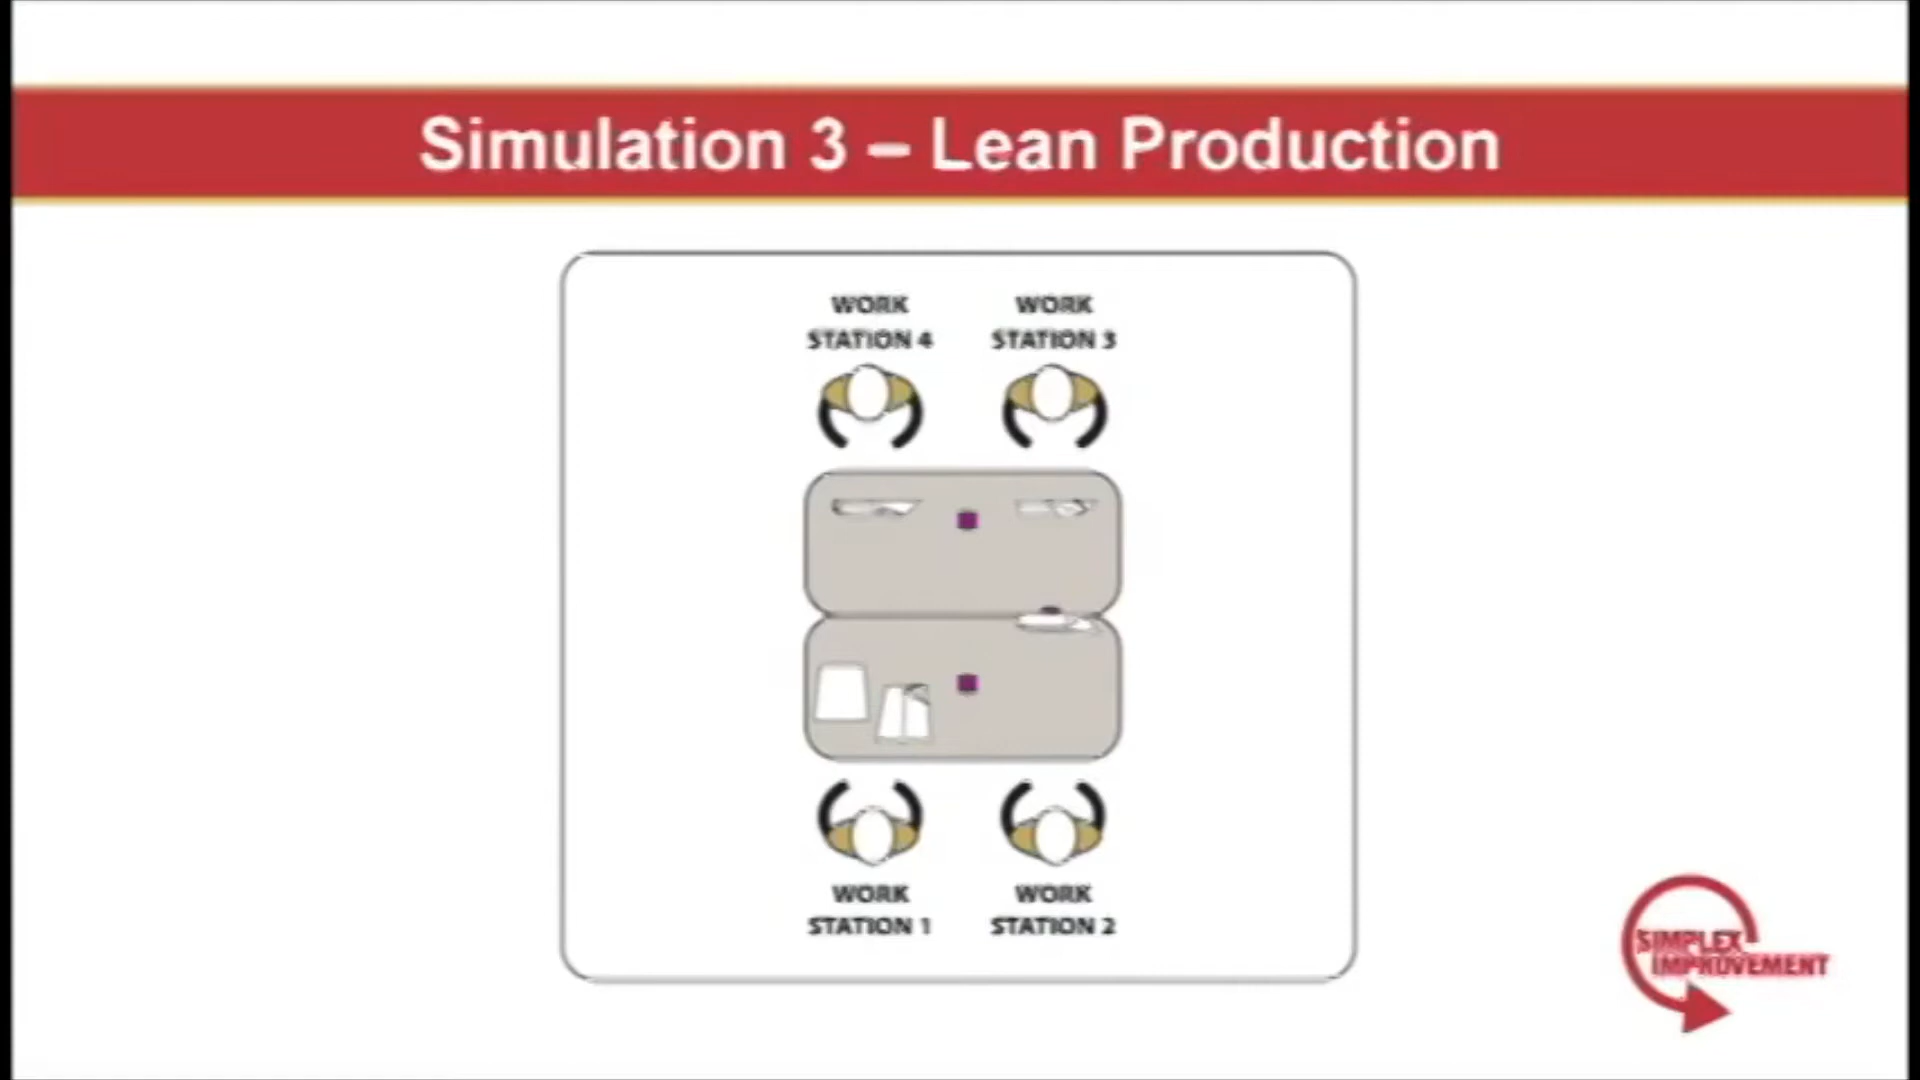 Simulation 3 – Lean Production
WORK
STATION 4
WORK
STATION 3
WORK
STATION 1
WORK
STATION 2
SIMPLEX
IMPROVEMENT